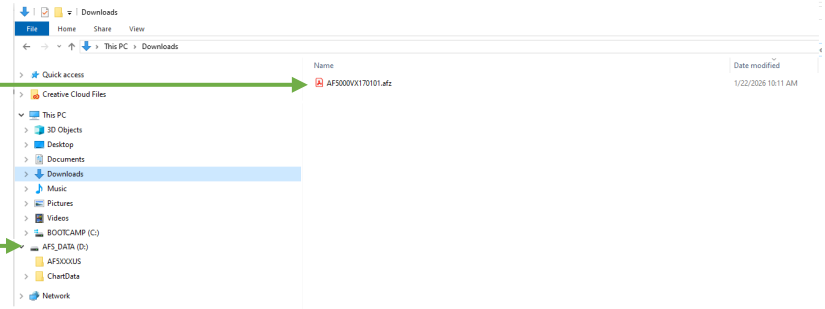 Downloads
File Home Share View
This PC > Downloads
Name Date modified
Quick access
AF5000VX170101.afz 1/22/2026 10:11 AM
Creative Cloud Files
This PC
3D Objects
Desktop
Documents
Downloads
Music
Pictures
Videos
BOOTCAMP (C:)
AFS_DATA (D:)
AF5XXXUS
ChartData
Network